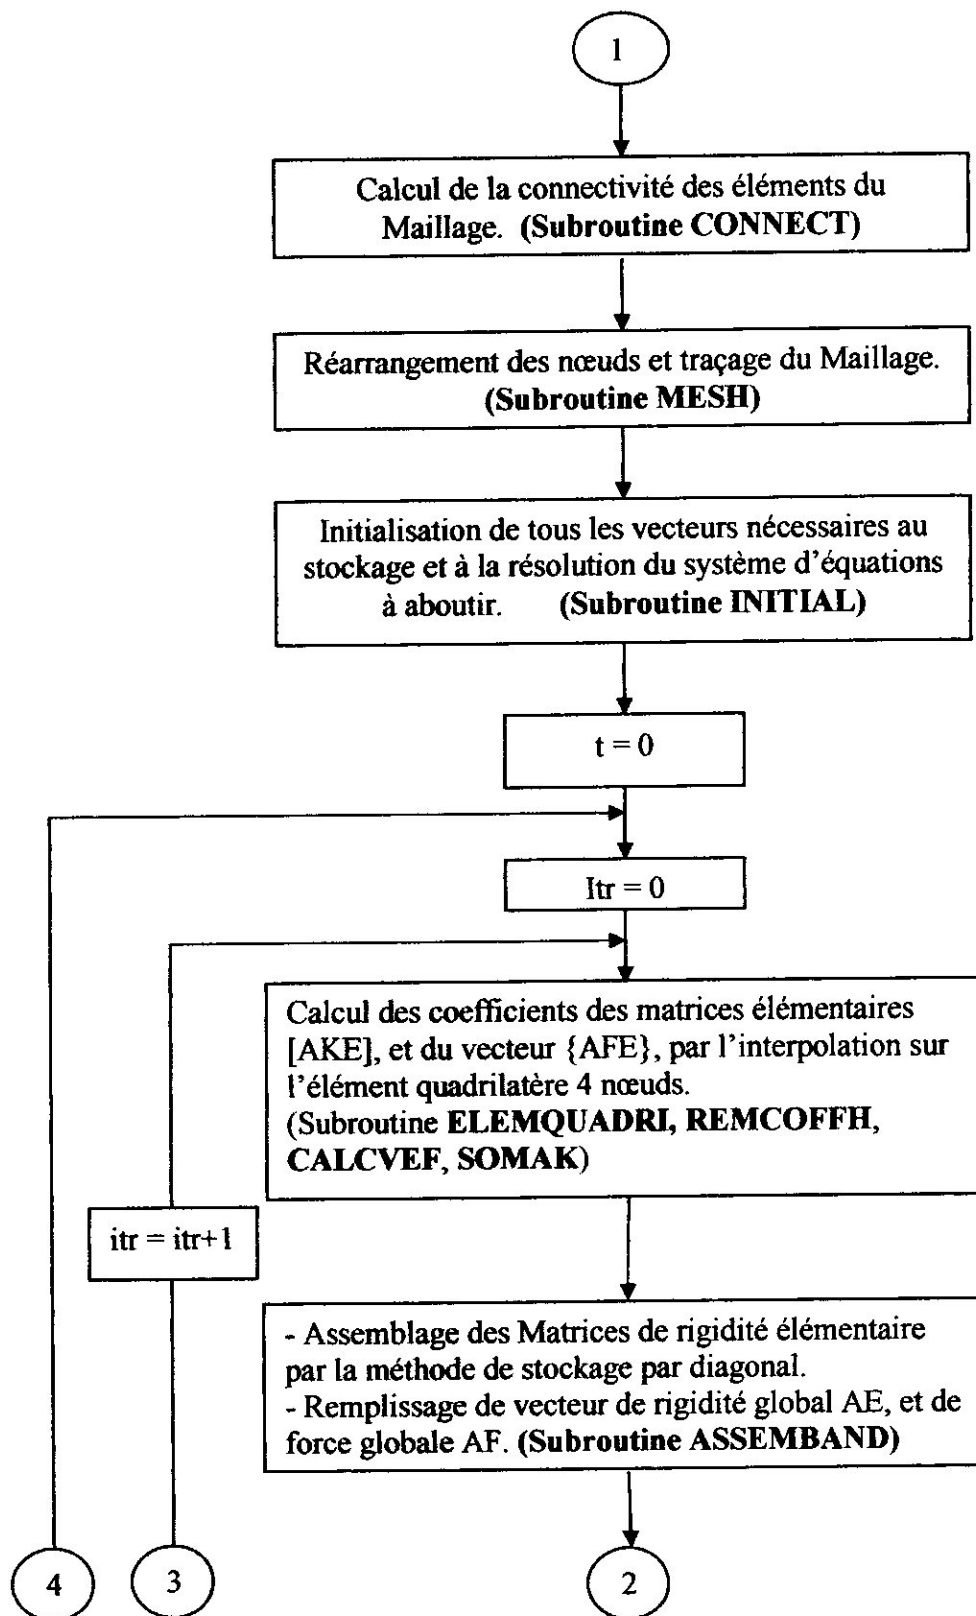 1
Calcul de la connectivité des éléments du
Maillage. (Subroutine CONNECT)
Réarrangement des nœuds et traçage du Maillage.
(Subroutine MESH)
Initialisation de tous les vecteurs nécessaires au
stockage et à la résolution du système d'équations
à aboutir. (Subroutine INITIAL)
t = 0
Itr = 0
Calcul des coefficients des matrices élémentaires
[AKE], et du vecteur {AFE}, par l'interpolation sur
l'élément quadrilatère 4 nœuds.
(Subroutine ELEMQUADRI, REMCOFFH,
CALCVEF, SOMAK)
itr = itr+1
- Assemblage des Matrices de rigidité élémentaire
par la méthode de stockage par diagonal.
- Remplissage de vecteur de rigidité global AE, et de
force globale AF. (Subroutine ASSEMBAND)
4
3
2